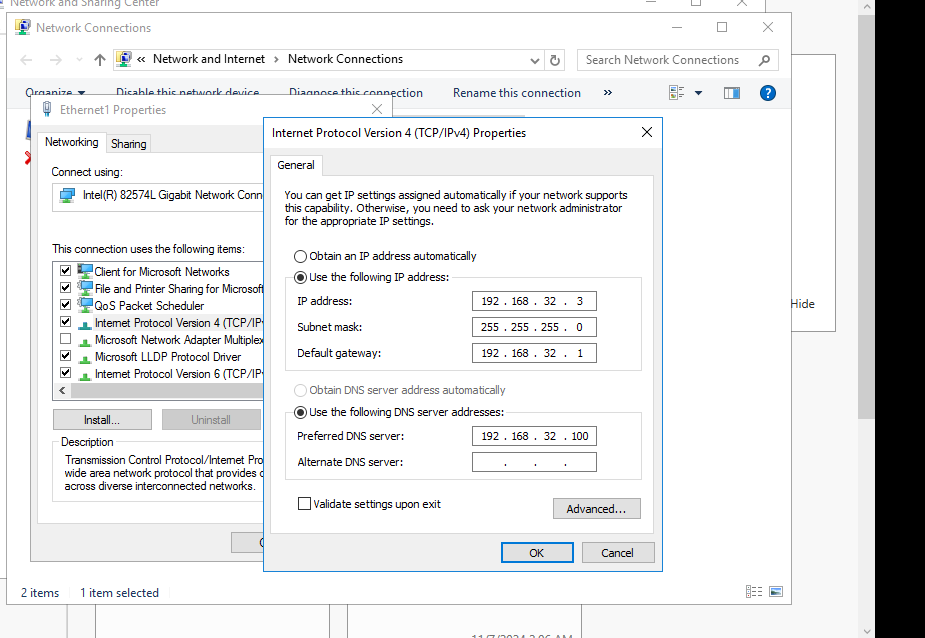 Network and Sharing Center
Network Connections
« Network and Internet > Network Connections
Search Network Connections
Organize
Disable this network device
Diagnose this connection
Rename this connection
»
Ethernet1 Properties
Networking
Sharing
Connect using:
Intel(R) 82574L Gigabit Network Conn
This connection uses the following items:
Client for Microsoft Networks
File and Printer Sharing for Microsoft
QoS Packet Scheduler
Internet Protocol Version 4 (TCP/IPv
Microsoft Network Adapter Multiplex
Microsoft LLDP Protocol Driver
Internet Protocol Version 6 (TCP/IPv
Install...
Uninstall
Description
Transmission Control Protocol/Internet Pro
wide area network protocol that provides
across diverse interconnected networks.
Internet Protocol Version 4 (TCP/IPv4) Properties
General
You can get IP settings assigned automatically if your network supports
this capability. Otherwise, you need to ask your network administrator
for the appropriate IP settings.
Obtain an IP address automatically
Use the following IP address:
IP address:
192 . 168 . 32 . 3
Subnet mask:
255 . 255 . 255 . 0
Default gateway:
192 . 168 . 32 . 1
Obtain DNS server address automatically
Use the following DNS server addresses:
Preferred DNS server:
192 . 168 . 32 . 100
Alternate DNS server:
. . .
Validate settings upon exit
Advanced...
OK
Cancel
Hide
2 items
1 item selected